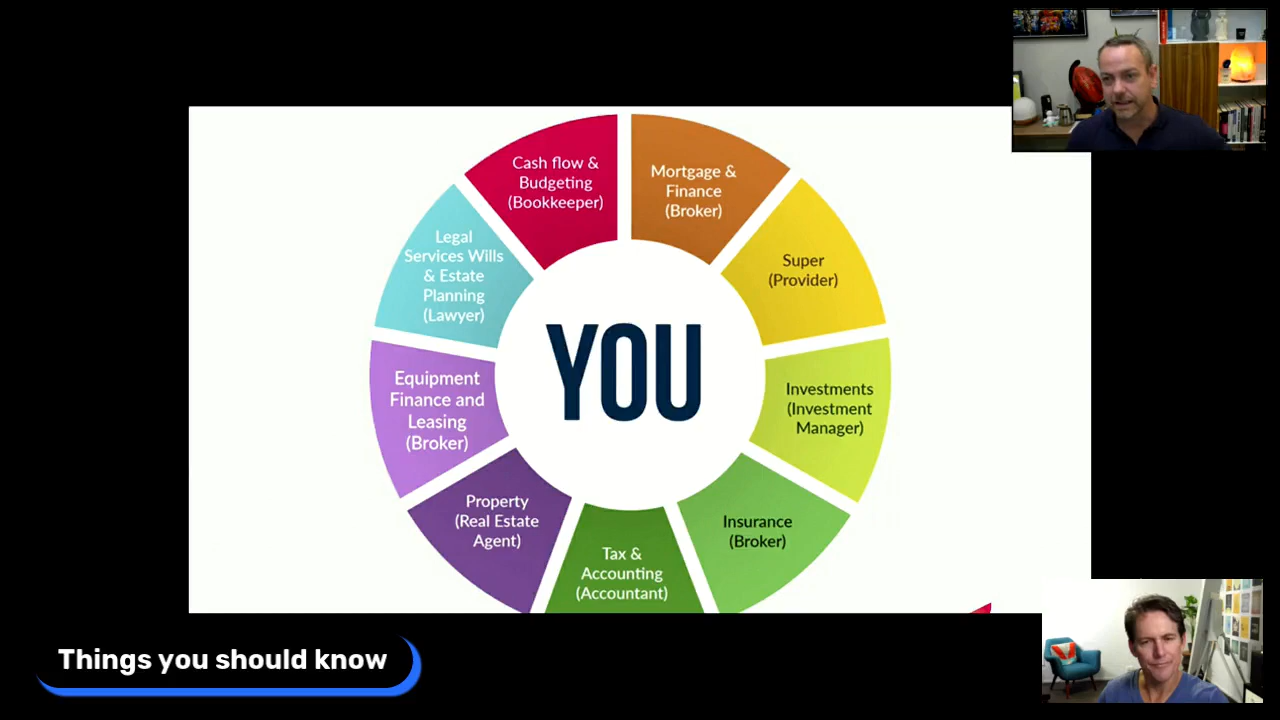 Cash flow &
Budgeting
(Bookkeeper)
Mortgage &
Finance
(Broker)
Super
(Provider)
Investments
(Investment
Manager)
Insurance
(Broker)
Tax &
Accounting
(Accountant)
Property
(Real Estate
Agent)
Equipment
Finance and
Leasing
(Broker)
Legal
Services Wills
& Estate
Planning
(Lawyer)
YOU
Things you should know